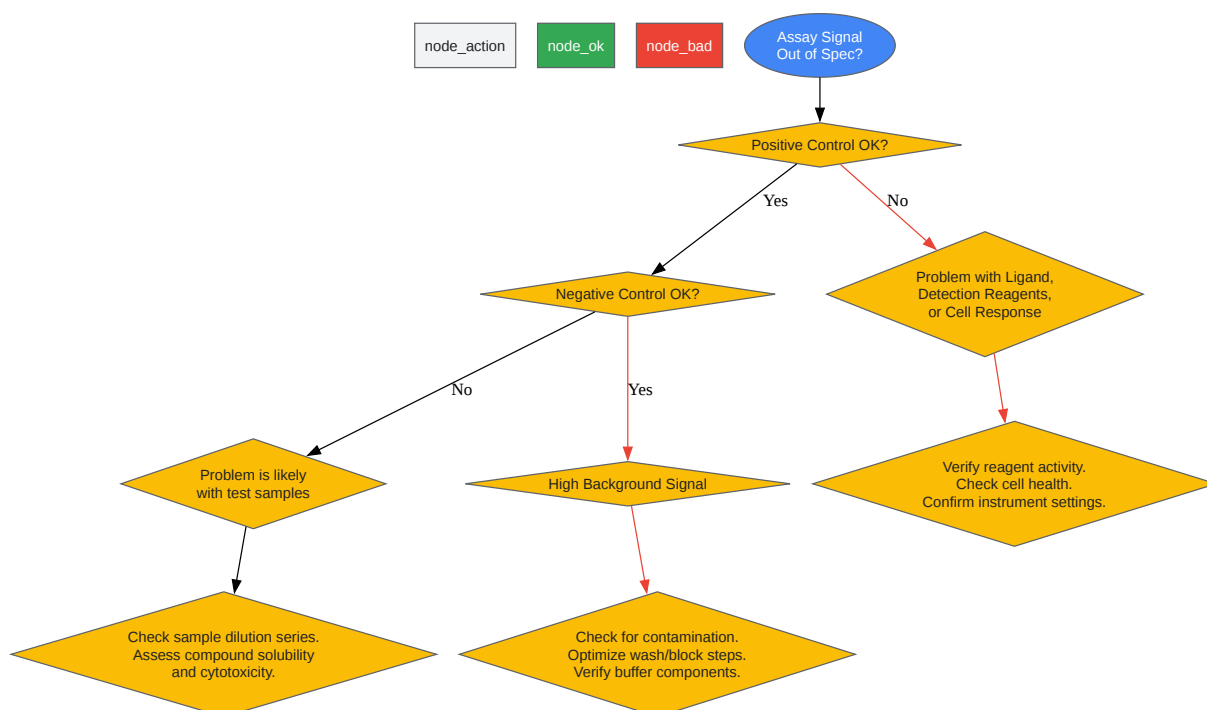 node_action
node_ok
node_bad
Assay Signal
Out of Spec?
Positive Control OK?
Yes
No
Negative Control OK?
Problem with Ligand,
Detection Reagents,
or Cell Response
No
Yes
Problem is likely
with test samples
High Background Signal
Verify reagent activity.
Check cell health.
Confirm instrument settings.
Check sample dilution series.
Assess compound solubility
and cytotoxicity.
Check for contamination.
Optimize wash/block steps.
Verify buffer components.